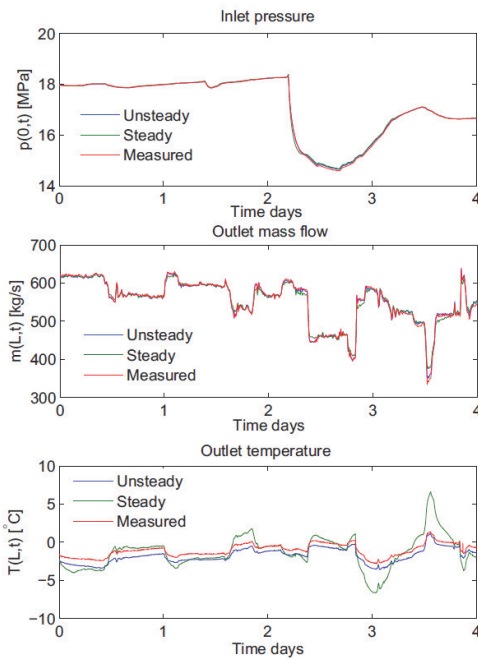 Inlet pressure
20
18
16
14
p(0,t) [MPa]
Unsteady
Steady
Measured
0 1 2 3 4
Time days
Outlet mass flow
700
600
500
400
300
m(L,t) [kg/s]
Unsteady
Steady
Measured
0 1 2 3 4
Time days
Outlet temperature
10
5
0
−5
−10
T(L,t) [°C]
Unsteady
Steady
Measured
0 1 2 3 4
Time days